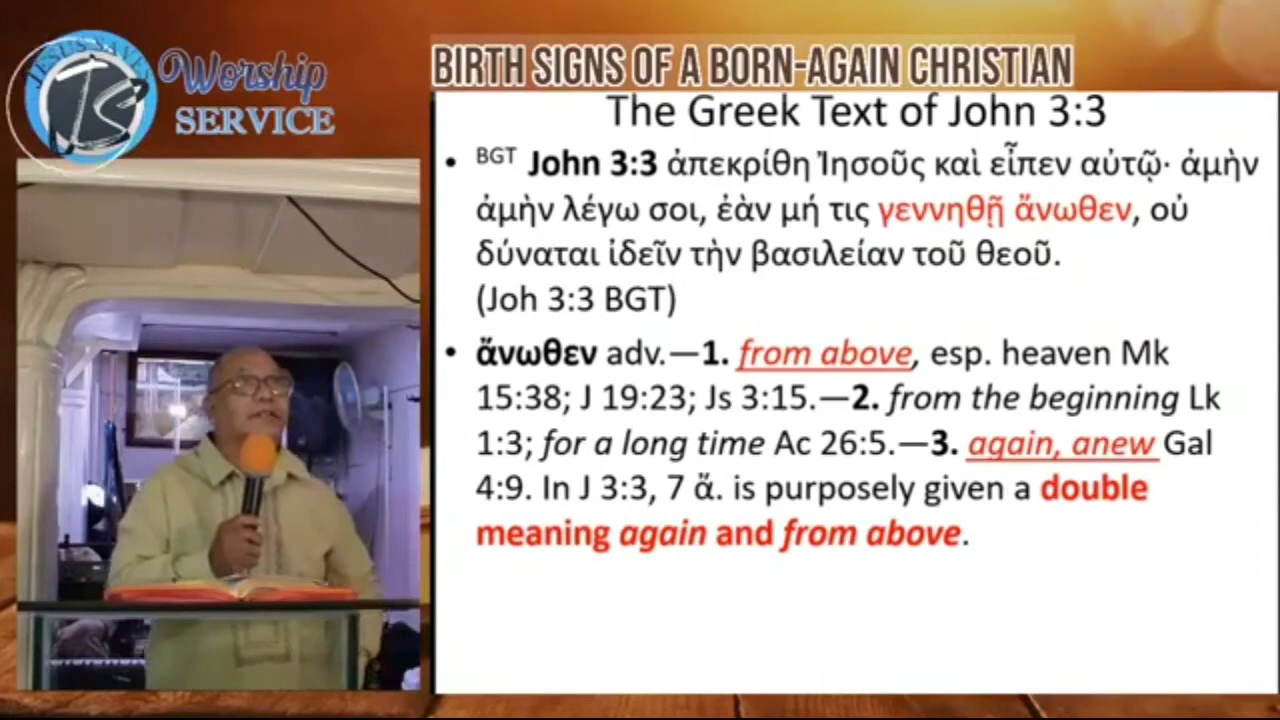 JESUS SAVES
Worship
SERVICE
BIRTH SIGNS OF A BORN-AGAIN CHRISTIAN
The Greek Text of John 3:3
• BGT John 3:3 ἀπεκρίθη Ἰησοῦς καὶ εἶπεν αὐτῷ· ἀμὴν
ἀμὴν λέγω σοι, ἐὰν μή τις γεννηθῇ ἄνωθεν, οὐ
δύναται ἰδεῖν τὴν βασιλείαν τοῦ θεοῦ.
(Joh 3:3 BGT)
• ἄνωθεν adv.—1. from above, esp. heaven Mk
15:38; J 19:23; Js 3:15.—2. from the beginning Lk
1:3; for a long time Ac 26:5.—3. again, anew Gal
4:9. In J 3:3, 7 ἄ. is purposely given a double
meaning again and from above.